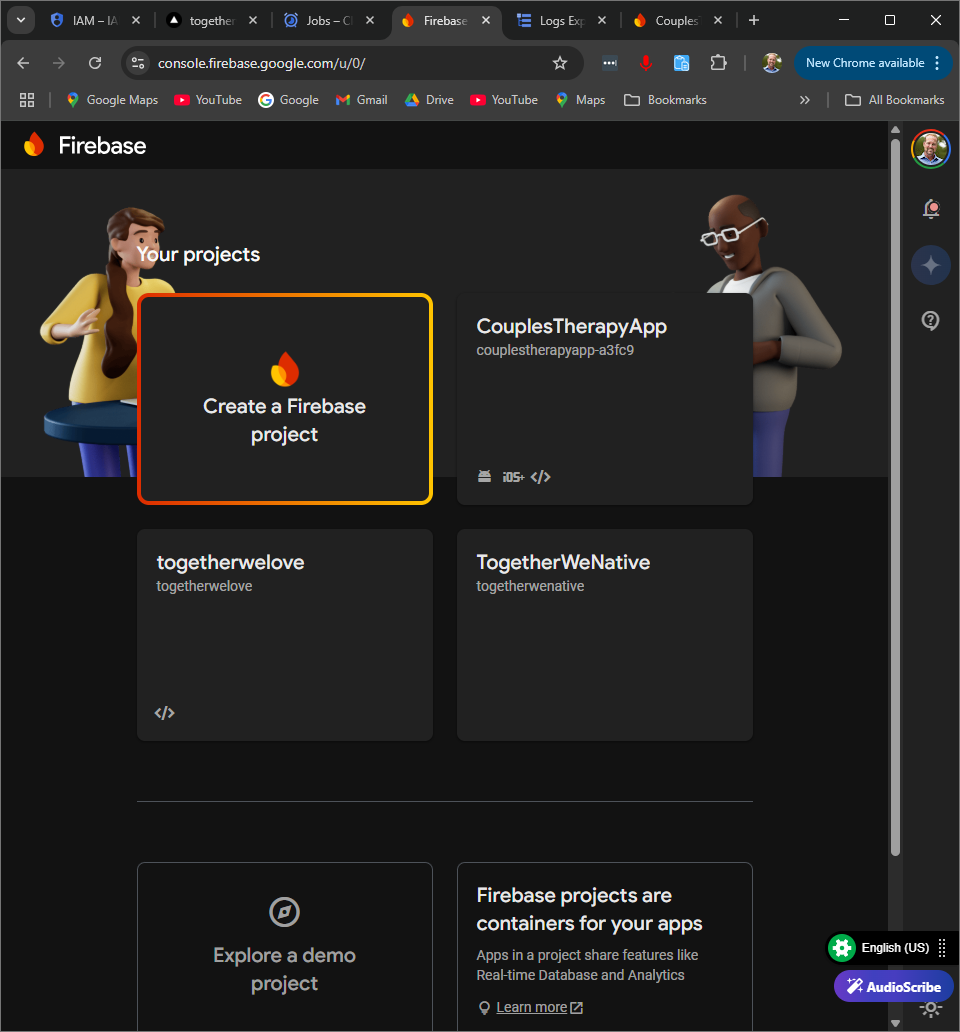 IAM – IA
together
Jobs – Cl
Firebase
Logs Exp
Couples
console.firebase.google.com/u/0/
New Chrome available
Google Maps
YouTube
Google
Gmail
Drive
YouTube
Maps
Bookmarks
All Bookmarks
Firebase
Your projects
Create a Firebase
project
CouplesTherapyApp
couplestherapyapp-a3fc9
iOS+
togetherwelove
togetherwelove
TogetherWeNative
togetherwenative
Explore a demo
project
Firebase projects are
containers for your apps
Apps in a project share features like
Real-time Database and Analytics
Learn more
English (US)
AudioScribe